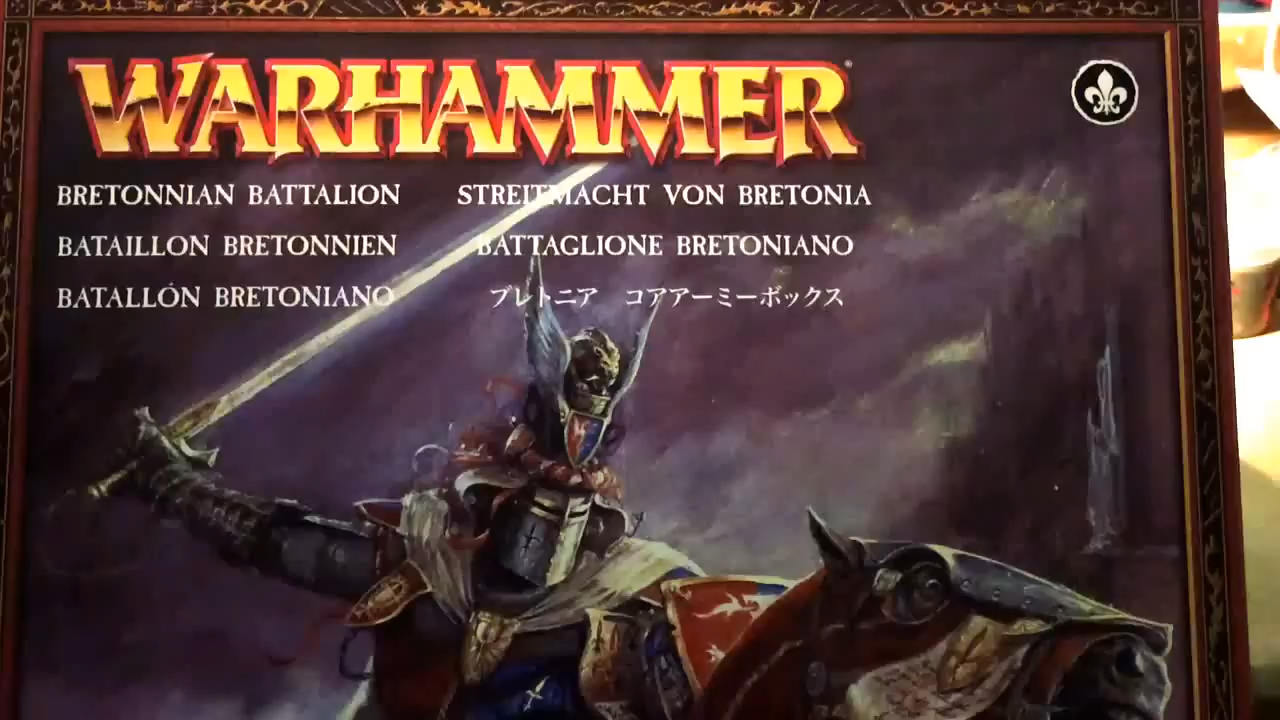 WARHAMMER
BRETONNIAN BATTALION
BATAILLON BRETONNIEN
BATALLÓN BRETONIANO
STREITMACHT VON BRETONIA
BATTAGLIONE BRETONIANO
ブレトニア コアアーミーボックス